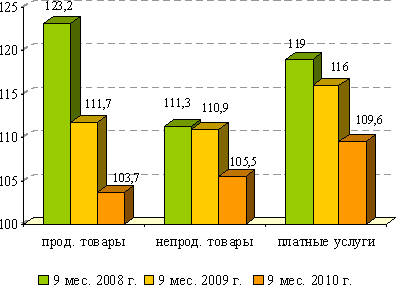 125
120
115
110
105
100
123,2
111,7
103,7
111,3
110,9
105,5
119
116
109,6
прод. товары
непрод. товары
платные услуги
9 мес. 2008 г.
9 мес. 2009 г.
9 мес. 2010 г.